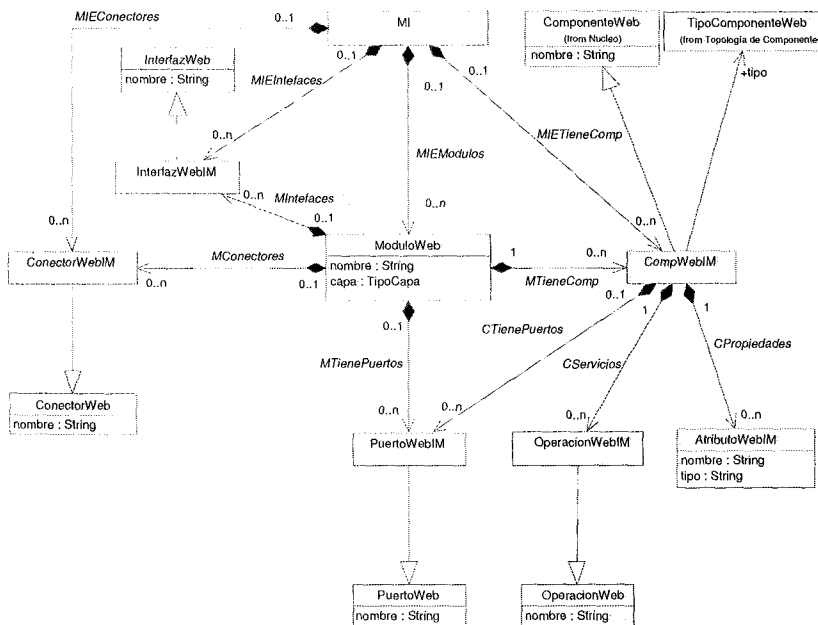 MIEConectores
0..1
MI
ComponenteWeb
(from Nucleo)
nombre : String
TipoComponenteWeb
(from Topología de Componente
InterfazWeb
nombre : String
0..1
MIEIntefaces
0..1
0..1
+tipo
MIETieneComp
MIEModulos
0..n
InterfazWebIM
MIntefaces
0..n
0..1
0..n
0..n
0..n
ConectorWebIM
MConectores
0..n
0..1
ModuloWeb
nombre : String
capa : TipoCapa
1
0..n
MTieneComp
CompWebIM
0..1
1
1
0..1
CTienePuertos
CPropiedades
MTienePuertos
CServicios
ConectorWeb
nombre : String
0..n
0..n
0..n
0..n
PuertoWebIM
OperacionWebIM
AtributoWebIM
nombre : String
tipo : String
PuertoWeb
nombre : String
OperacionWeb
nombre : String